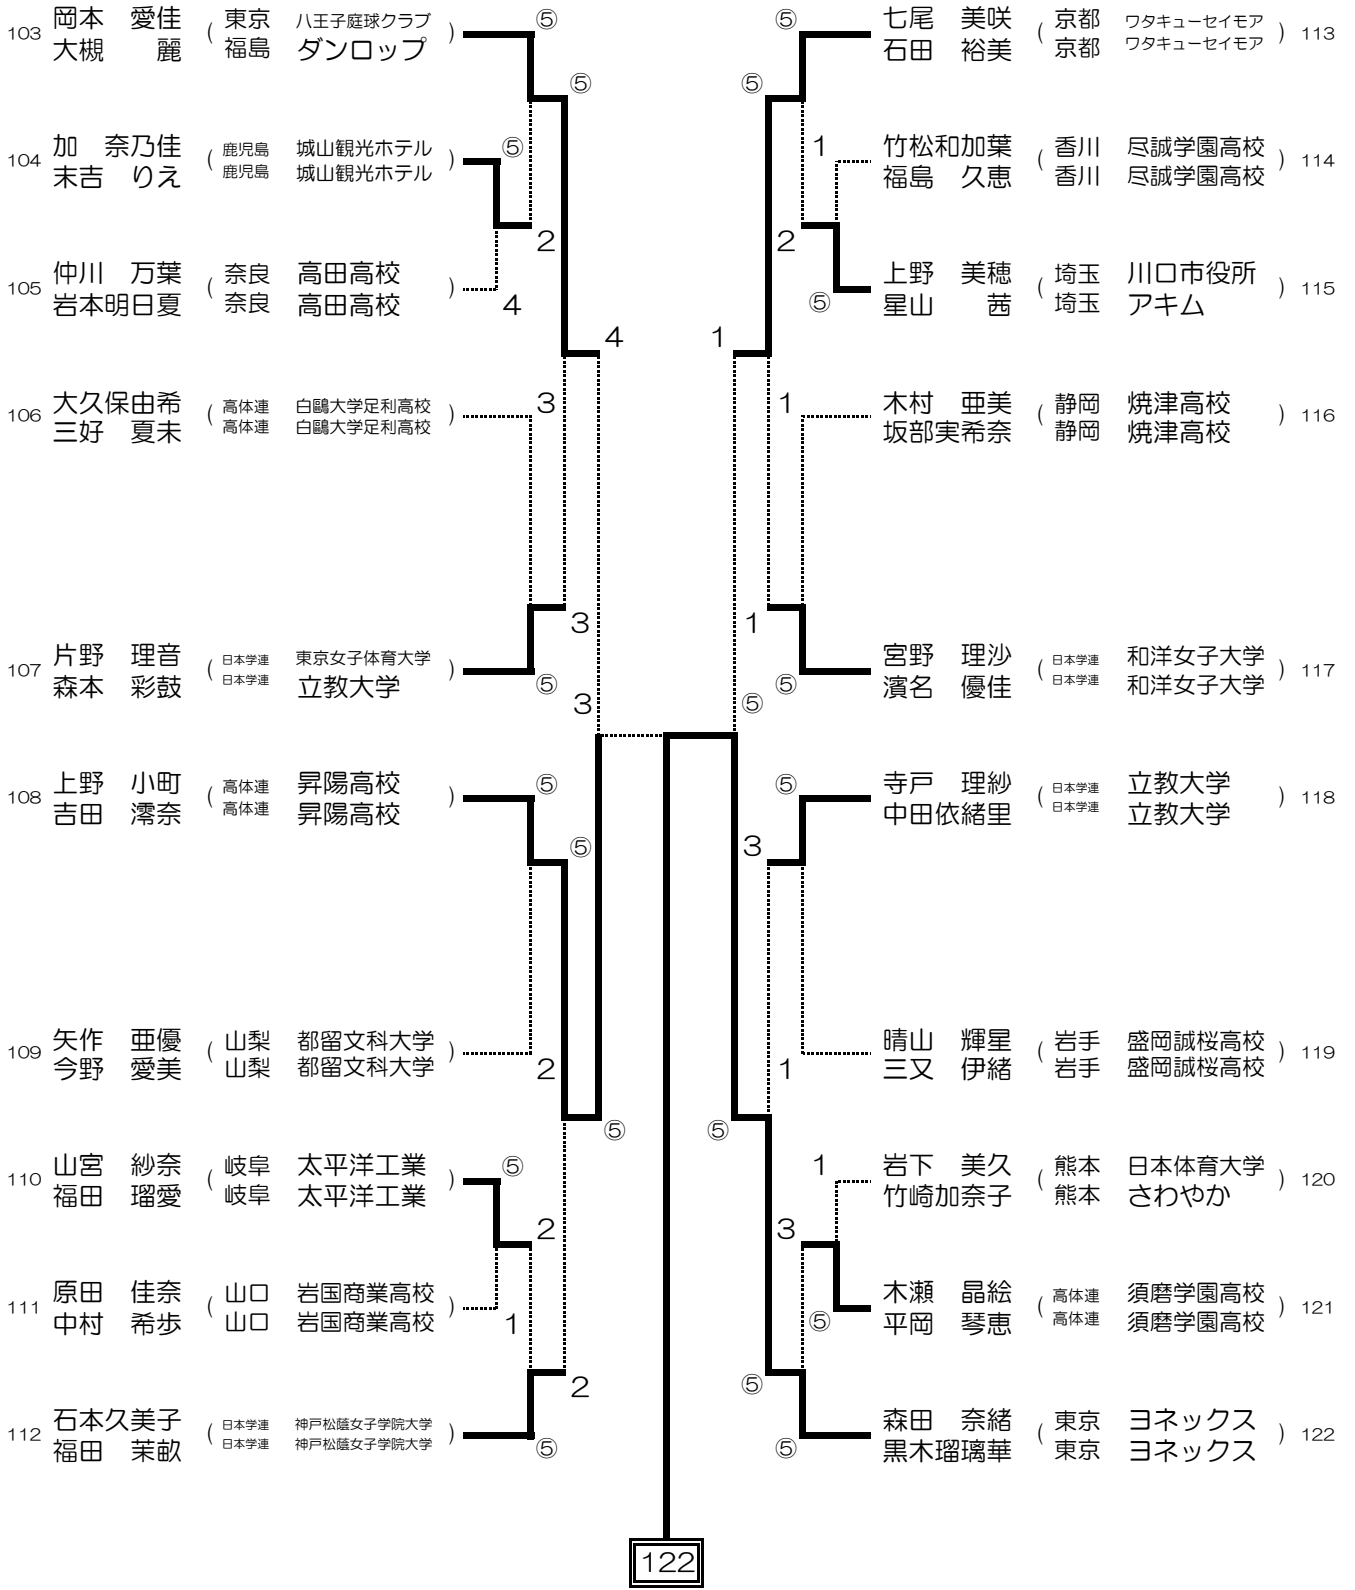 103 岡本 愛佳 ( 東京 八王子庭球クラブ )
大槻 麗 福島 ダンロップ
⑤
⑤
104 加 奈乃佳 ( 鹿児島 城山観光ホテル )
末吉 りえ 鹿児島 城山観光ホテル
⑤
2
105 仲川 万葉 ( 奈良 高田高校 )
岩本明日夏 奈良 高田高校
4
4
106 大久保由希 ( 高体連 白鷗大学足利高校 )
三好 夏未 高体連 白鷗大学足利高校
3
3
107 片野 理音 ( 日本学連 東京女子体育大学 )
森本 彩鼓 日本学連 立教大学
⑤
3
108 上野 小町 ( 高体連 昇陽高校 )
吉田 澪奈 高体連 昇陽高校
⑤
⑤
109 矢作 亜優 ( 山梨 都留文科大学 )
今野 愛美 山梨 都留文科大学
2
⑤
110 山宮 紗奈 ( 岐阜 太平洋工業 )
福田 瑠愛 岐阜 太平洋工業
⑤
2
111 原田 佳奈 ( 山口 岩国商業高校 )
中村 希歩 山口 岩国商業高校
1
2
112 石本久美子 ( 日本学連 神戸松蔭女子学院大学 )
福田 茉畝 日本学連 神戸松蔭女子学院大学
⑤
⑤
七尾 美咲 ( 京都 ワタキューセイモア ) 113
石田 裕美 京都 ワタキューセイモア
⑤
1
竹松和加葉 ( 香川 尽誠学園高校 ) 114
福島 久恵 香川 尽誠学園高校
2
上野 美穂 ( 埼玉 川口市役所 ) 115
星山 茜 埼玉 アキム
⑤
1
1
木村 亜美 ( 静岡 焼津高校 ) 116
坂部実希奈 静岡 焼津高校
1
宮野 理沙 ( 日本学連 和洋女子大学 ) 117
濱名 優佳 日本学連 和洋女子大学
⑤
⑤
⑤
寺戸 理紗 ( 日本学連 立教大学 ) 118
中田依緒里 日本学連 立教大学
3
晴山 輝星 ( 岩手 盛岡誠桜高校 ) 119
三又 伊緒 岩手 盛岡誠桜高校
1
⑤
1
岩下 美久 ( 熊本 日本体育大学 ) 120
竹崎加奈子 熊本 さわやか
3
木瀬 晶絵 ( 高体連 須磨学園高校 ) 121
平岡 琴恵 高体連 須磨学園高校
⑤
⑤
森田 奈緒 ( 東京 ヨネックス ) 122
黒木瑠璃華 東京 ヨネックス
⑤
122